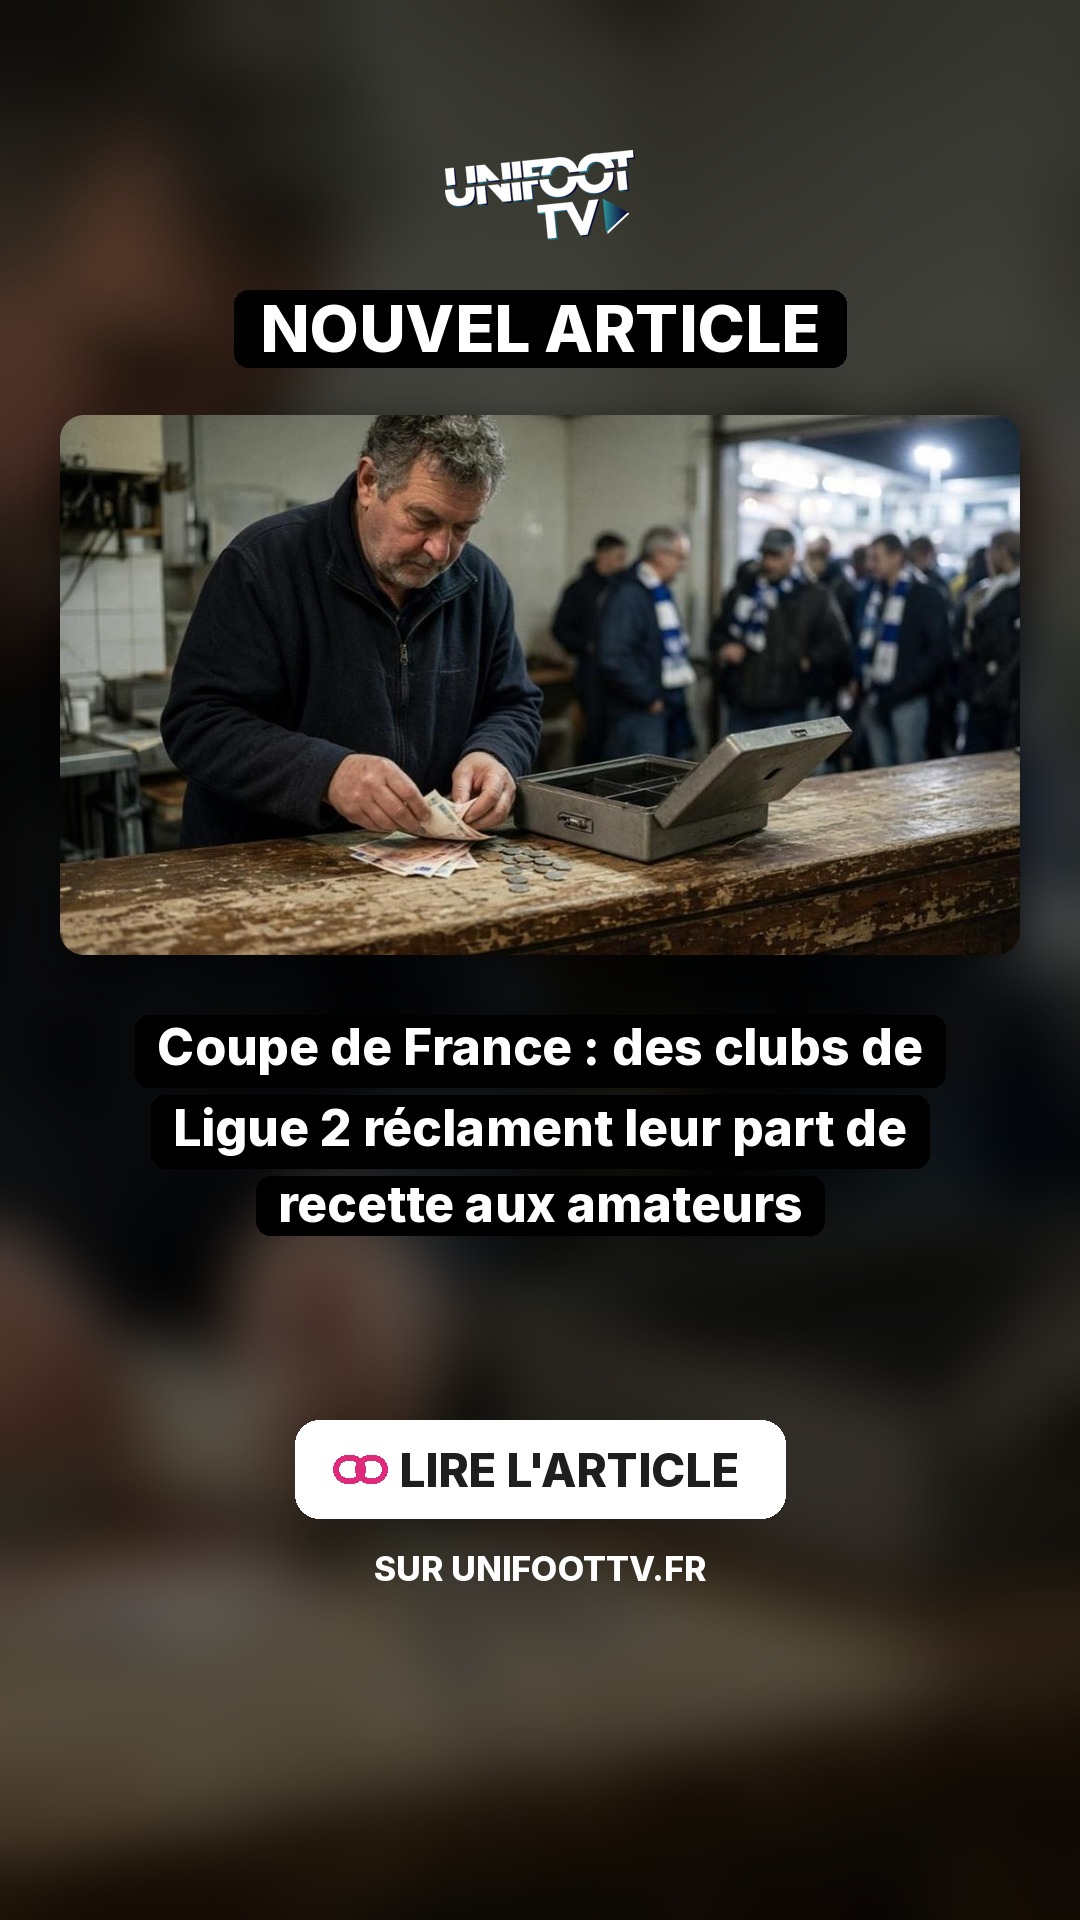 UNIFOOT
TV
NOUVEL ARTICLE
Coupe de France : des clubs de
Ligue 2 réclament leur part de
recette aux amateurs
LIRE L'ARTICLE
SUR UNIFOOTTV.FR